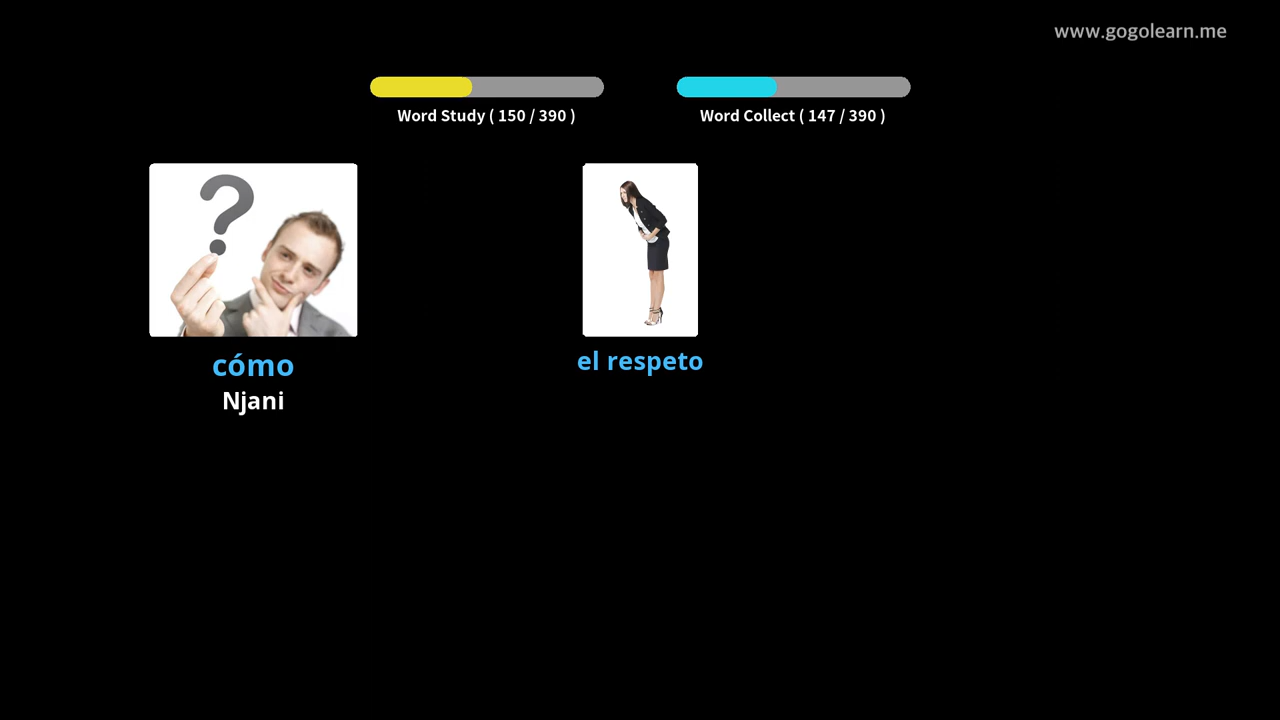 www.gogolearn.me
Word Study ( 150 / 390 )
Word Collect ( 147 / 390 )
cómo
Njani
el respeto